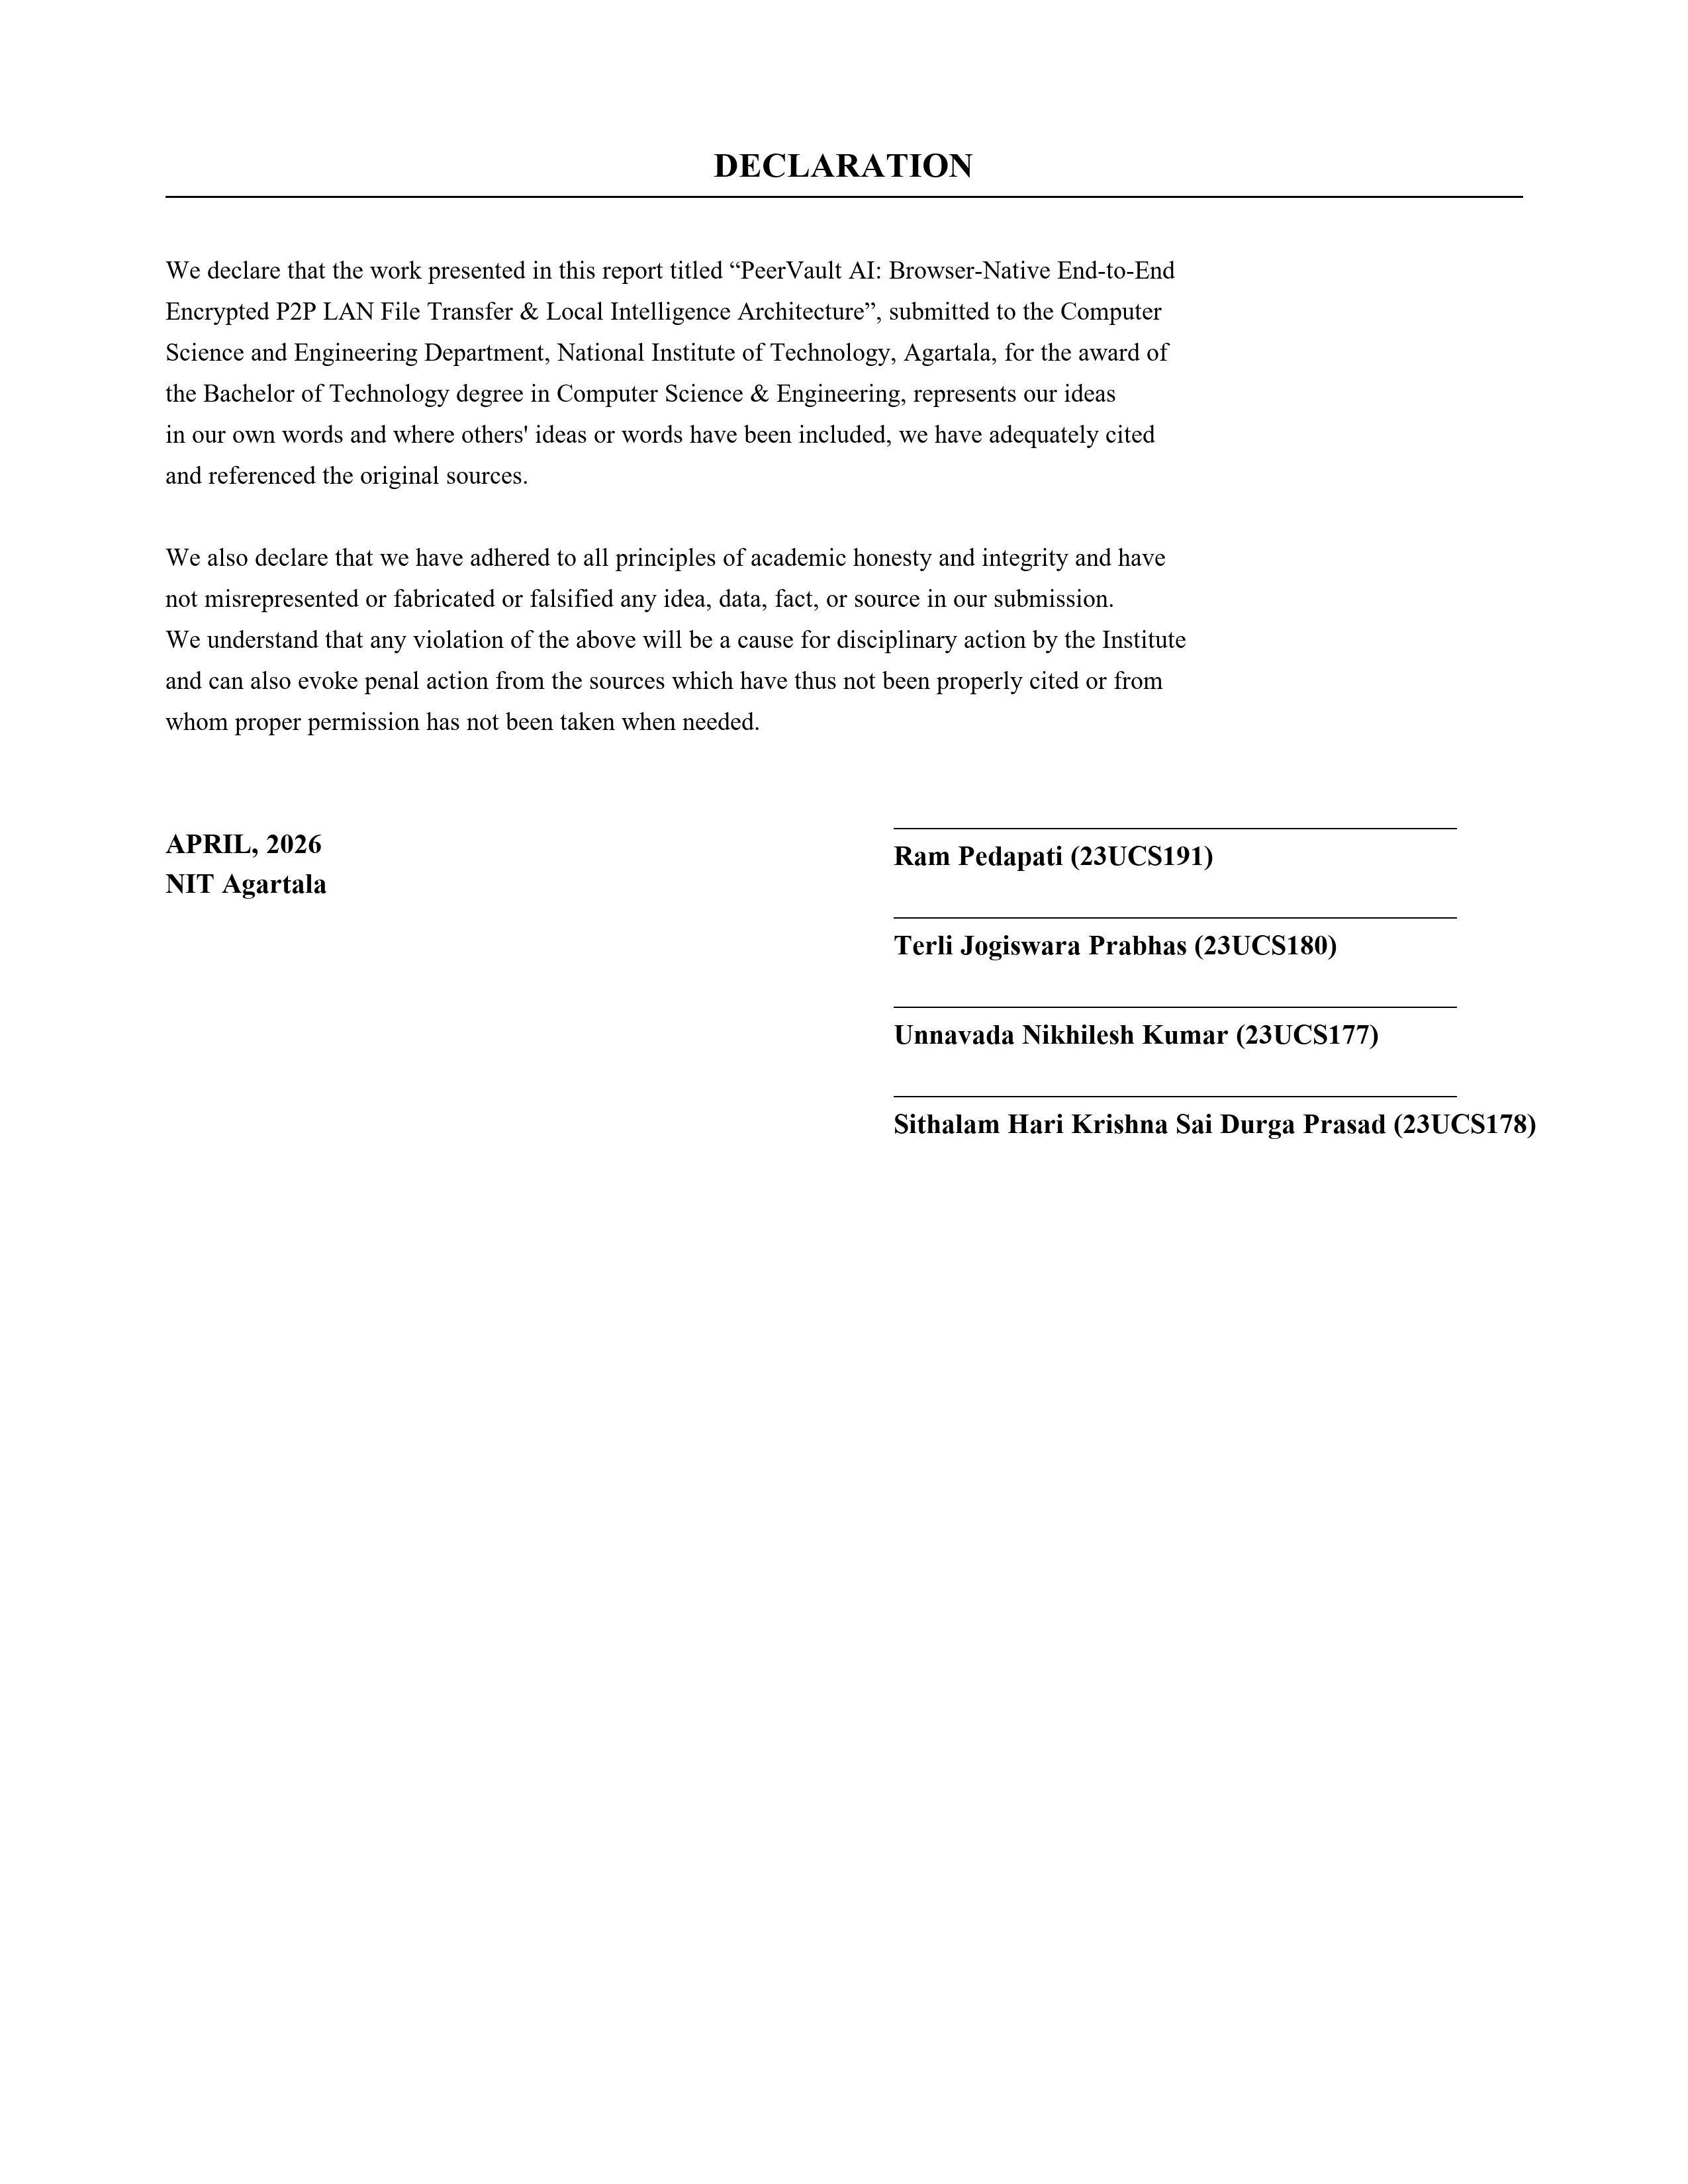 DECLARATION
We declare that the work presented in this report titled “PeerVault AI: Browser-Native End-to-End
Encrypted P2P LAN File Transfer & Local Intelligence Architecture”, submitted to the Computer
Science and Engineering Department, National Institute of Technology, Agartala, for the award of
the Bachelor of Technology degree in Computer Science & Engineering, represents our ideas
in our own words and where others' ideas or words have been included, we have adequately cited
and referenced the original sources.
We also declare that we have adhered to all principles of academic honesty and integrity and have
not misrepresented or fabricated or falsified any idea, data, fact, or source in our submission.
We understand that any violation of the above will be a cause for disciplinary action by the Institute
and can also evoke penal action from the sources which have thus not been properly cited or from
whom proper permission has not been taken when needed.
APRIL, 2026
NIT Agartala
Ram Pedapati (23UCS191)
Terli Jogiswara Prabhas (23UCS180)
Unnavada Nikhilesh Kumar (23UCS177)
Sithalam Hari Krishna Sai Durga Prasad (23UCS178)